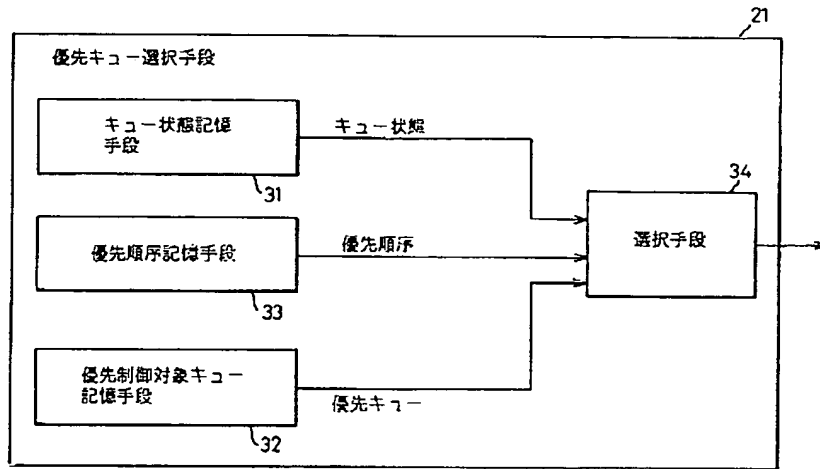 21
優先キュー選択手段
キュー状態記憶
手段
31
キュー状態
優先順序記憶手段
33
優先順序
優先制御対象キュー
記憶手段
32
優先キュー
34
選択手段